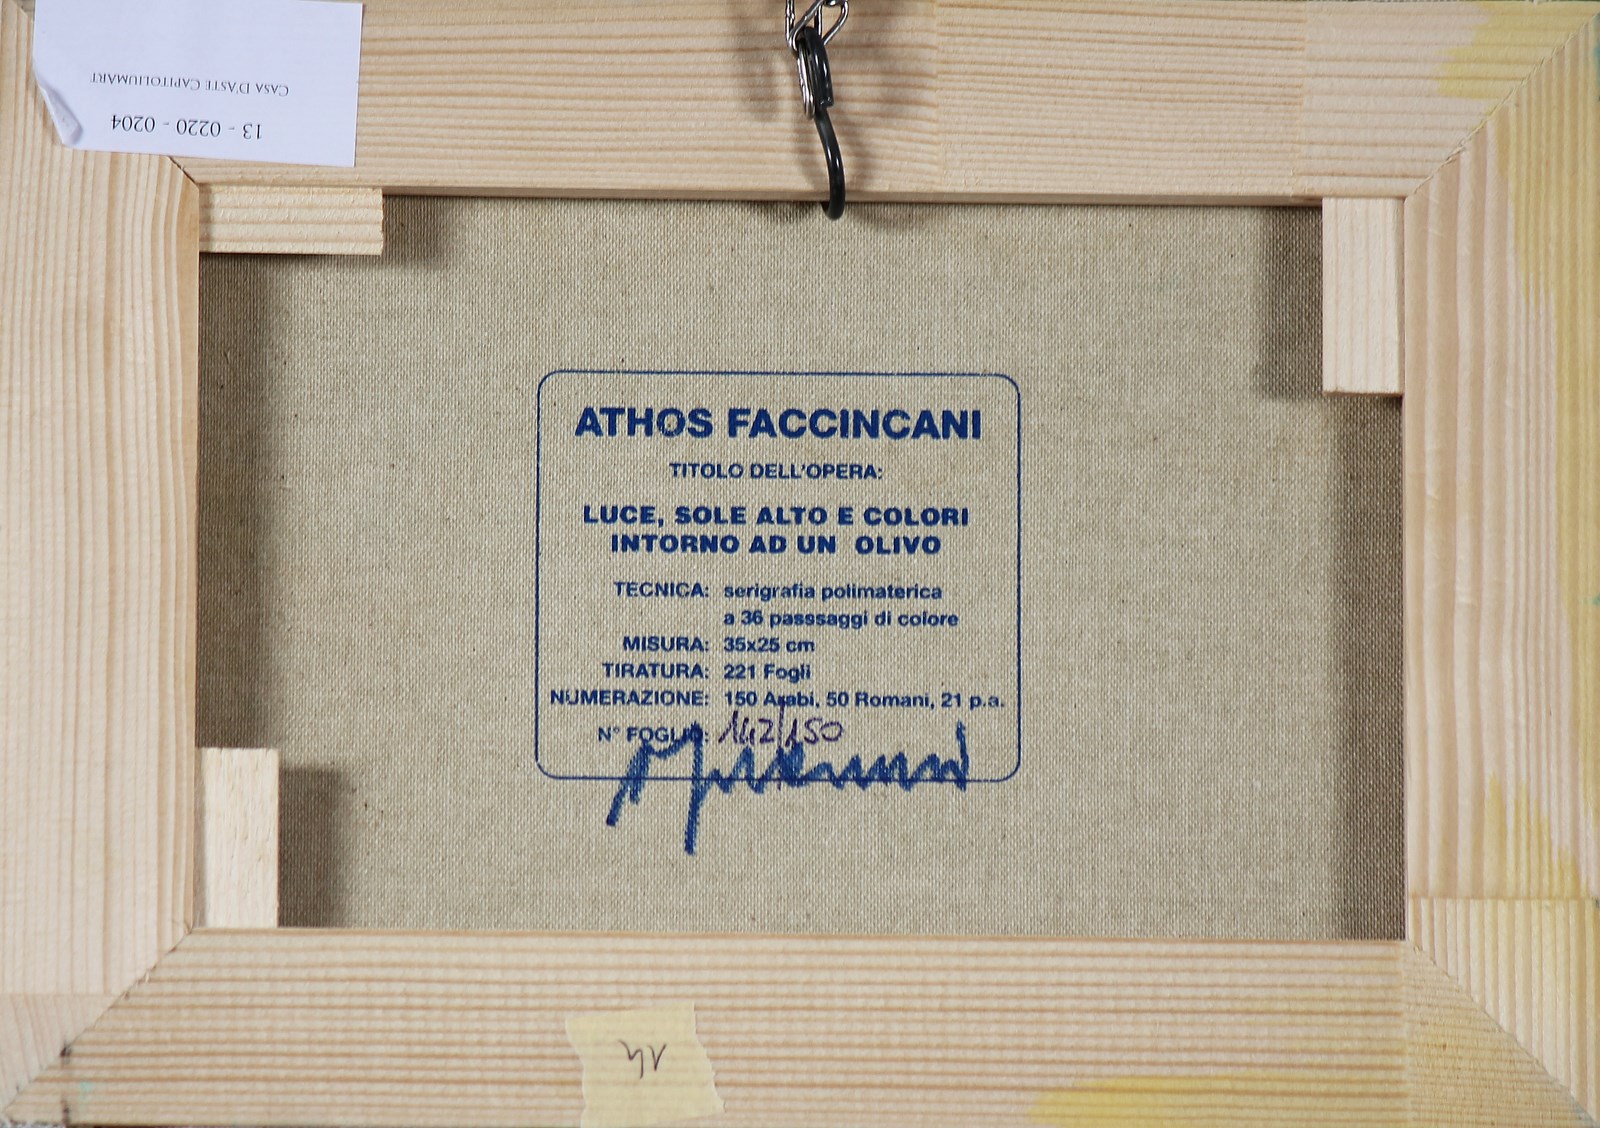 CASA D'ASTE CAPITOLIUMART
13 - 0220 - 0204
ATHOS FACCINCANI
TITOLO DELL'OPERA:
LUCE, SOLE ALTO E COLORI
INTORNO AD UN OLIVO
TECNICA: serigrafia polimaterica
a 36 passsaggi di colore
MISURA: 35x25 cm
TIRATURA: 221 Fogli
NUMERAZIONE: 150 Arabi, 50 Romani, 21 p.a.
N° FOGLIO: 142/150